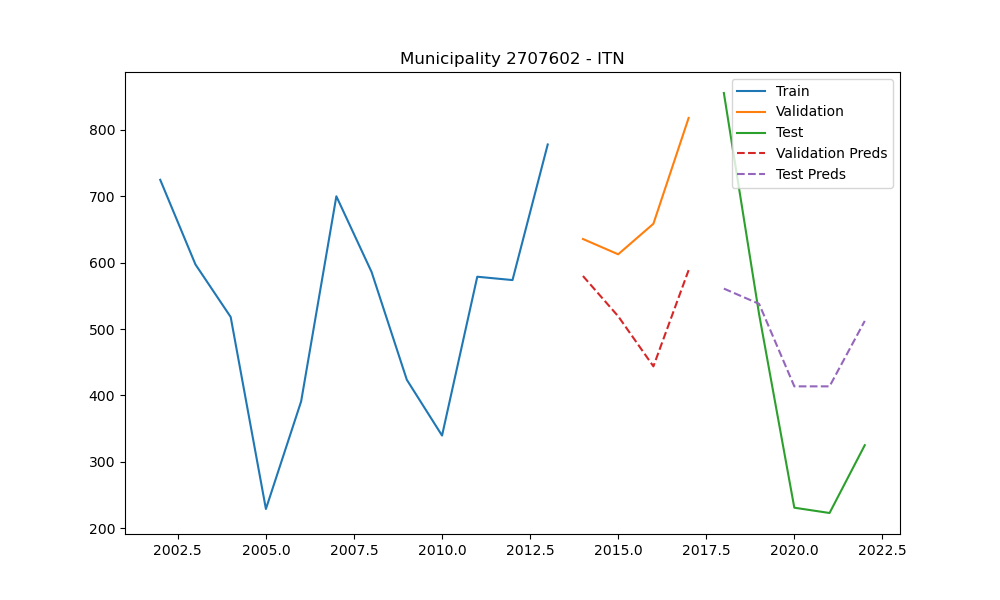 Municipality 2707602 - ITN
Train
Validation
Test
Validation Preds
Test Preds
800
700
600
500
400
300
200
2002.5 2005.0 2007.5 2010.0 2012.5 2015.0 2017.5 2020.0 2022.5